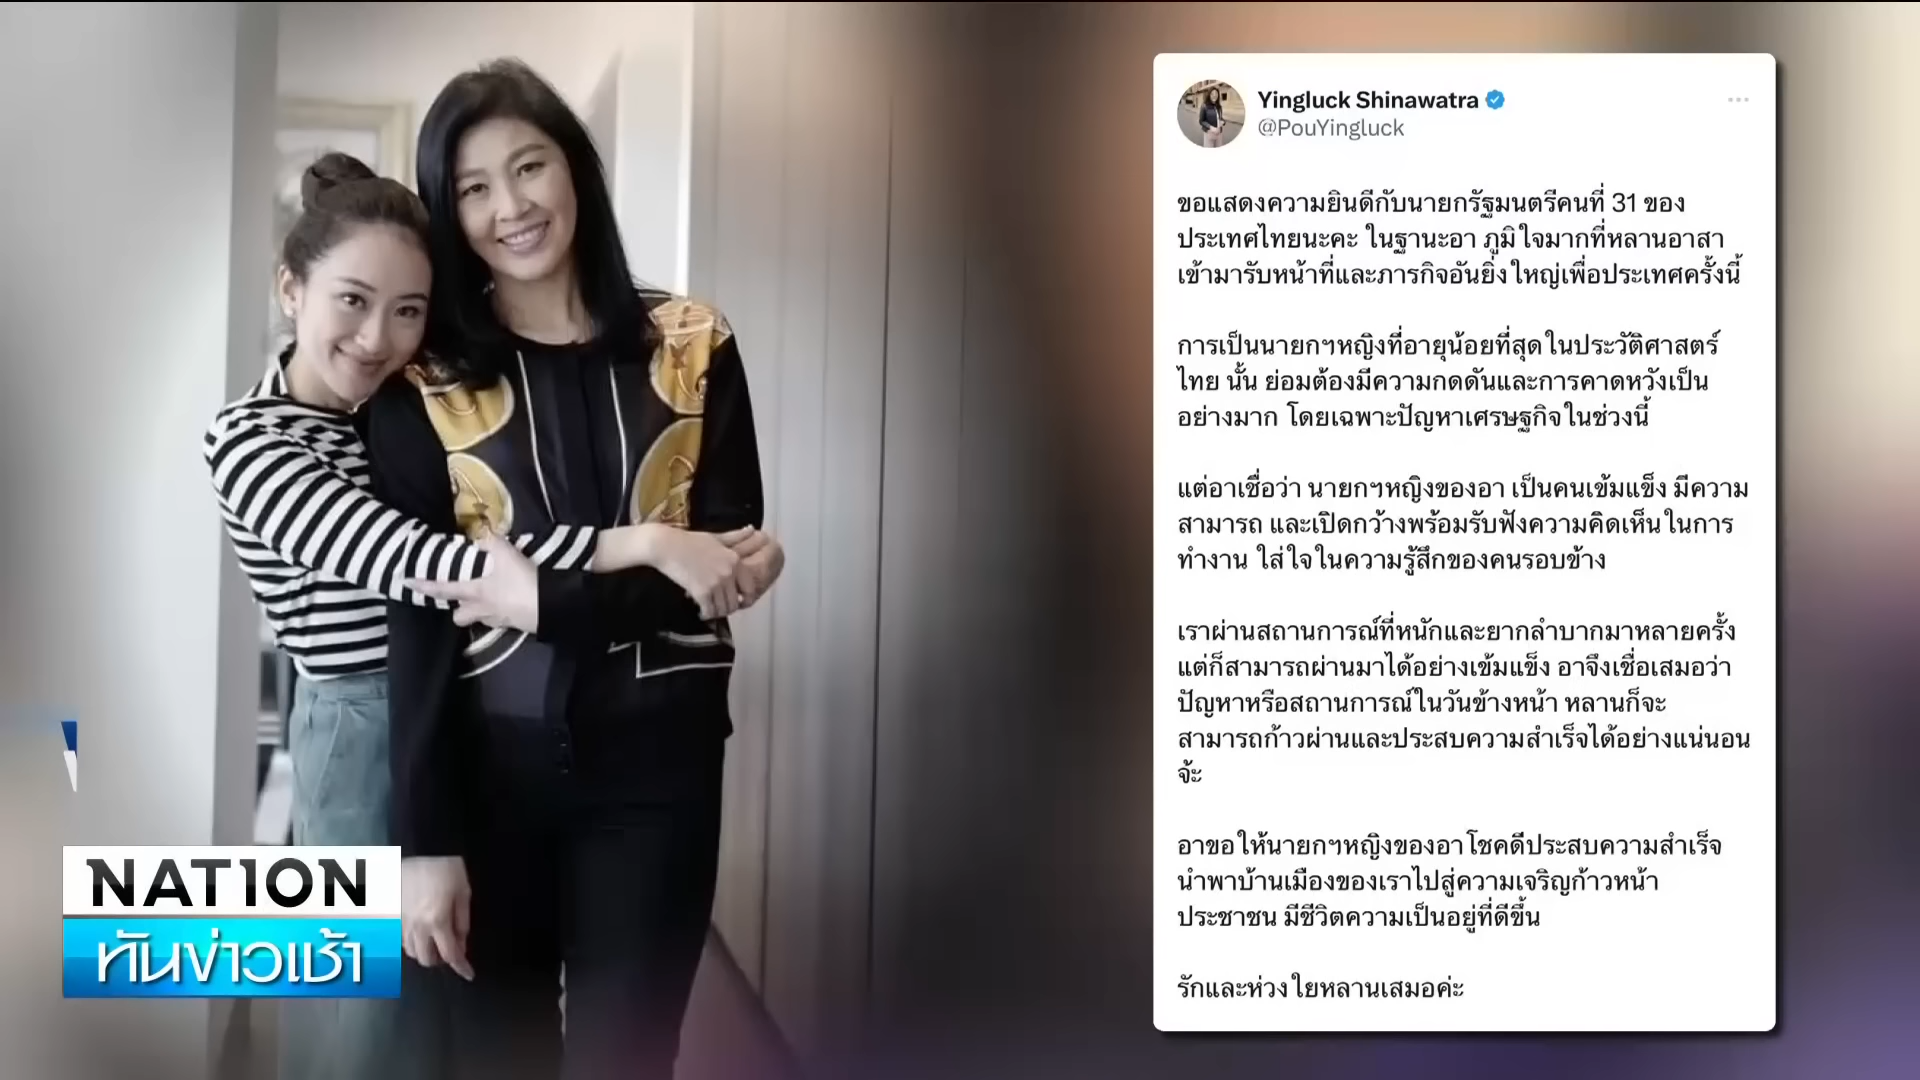 Yingluck Shinawatra
@PouYingluck
ขอแสดงความยินดีกับนายกรัฐมนตรีคนที่ 31 ของ
ประเทศไทยนะคะ ในฐานะอา ภูมิใจมากที่หลานอาสา
เข้ามารับหน้าที่และภารกิจอันยิ่งใหญ่เพื่อประเทศครั้งนี้
การเป็นนายกฯหญิงที่อายุน้อยที่สุดในประวัติศาสตร์
ไทย นั้น ย่อมต้องมีความกดดันและการคาดหวังเป็น
อย่างมาก โดยเฉพาะปัญหาเศรษฐกิจในช่วงนี้
แต่อาเชื่อว่า นายกฯหญิงของอา เป็นคนเข้มแข็ง มีความ
สามารถ และเปิดกว้างพร้อมรับฟังความคิดเห็นในการ
ทำงาน ใส่ใจในความรู้สึกของคนรอบข้าง
เราผ่านสถานการณ์ที่หนักและยากลำบากมาหลายครั้ง
แต่ก็สามารถผ่านมาได้อย่างเข้มแข็ง อาจึงเชื่อเสมอว่า
ปัญหาหรือสถานการณ์ในวันข้างหน้า หลานก็จะ
สามารถก้าวผ่านและประสบความสำเร็จได้อย่างแน่นอน
จ้ะ
อาขอให้นายกฯหญิงของอาโชคดีประสบความสำเร็จ
นำพาบ้านเมืองของเราไปสู่ความเจริญก้าวหน้า
ประชาชน มีชีวิตความเป็นอยู่ที่ดีขึ้น
รักและห่วงใยหลานเสมอค่ะ
NATION
ทันข่าวเช้า